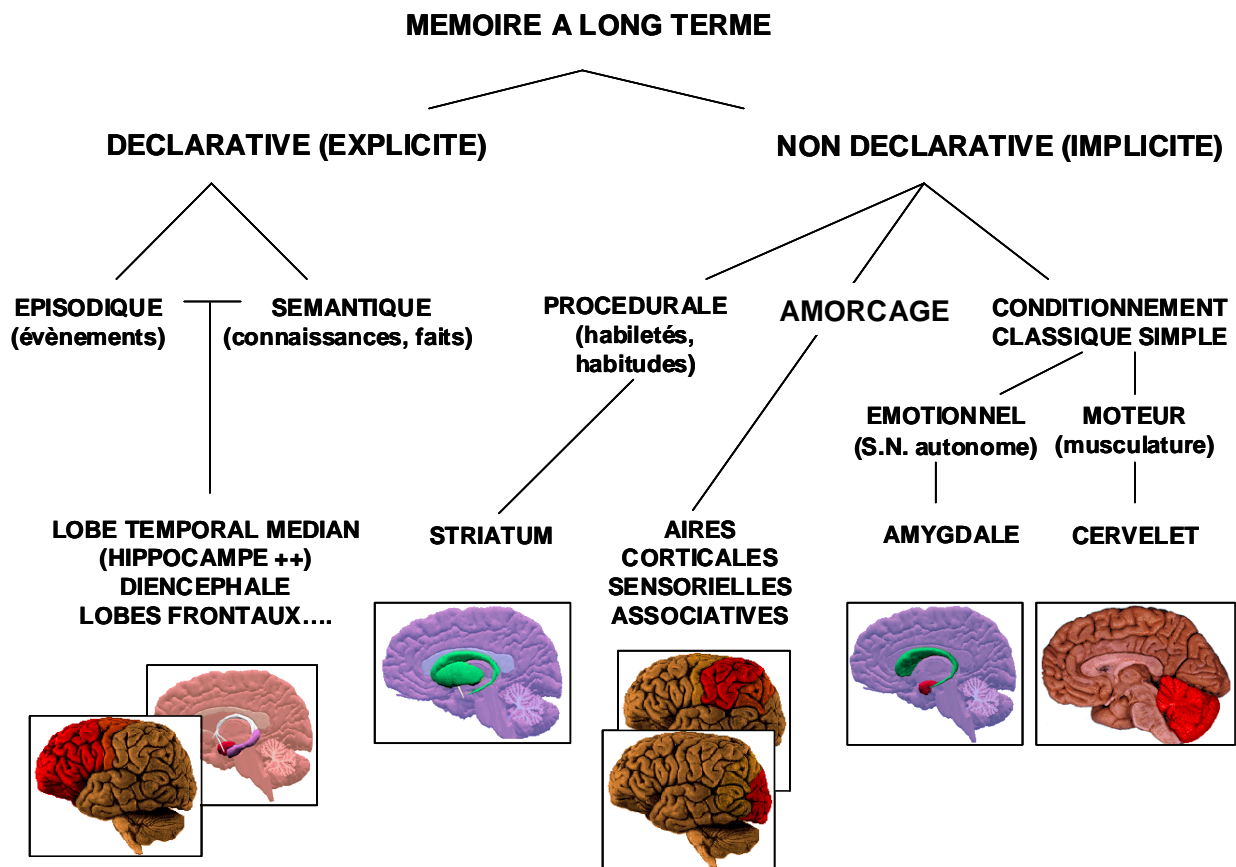 MEMOIRE A LONG TERME
DECLARATIVE (EXPLICITE)
NON DECLARATIVE (IMPLICITE)
EPISODIQUE
(évènements)
SEMANTIQUE
(connaissances, faits)
PROCEDURALE
(habiletés,
habitudes)
AMORCAGE
CONDITIONNEMENT
CLASSIQUE SIMPLE
EMOTIONNEL
(S.N. autonome)
MOTEUR
(musculature)
LOBE TEMPORAL MEDIAN
(HIPPOCAMPE ++)
DIENCEPHALE
LOBES FRONTAUX....
STRIATUM
AIRES
CORTICALES
SENSORIELLES
ASSOCIATIVES
AMYGDALE
CERVELET